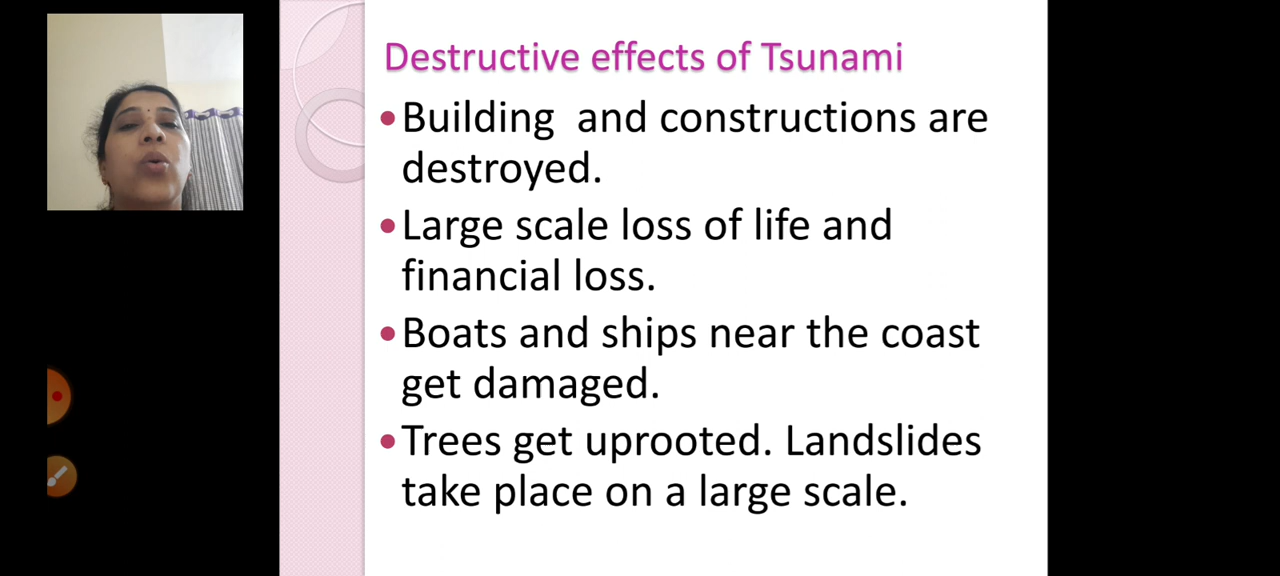 Destructive effects of Tsunami
•Building  and constructions are
destroyed.
•Large scale loss of life and
financial loss.
•Boats and ships near the coast
get damaged.
•Trees get uprooted. Landslides
take place on a large scale.